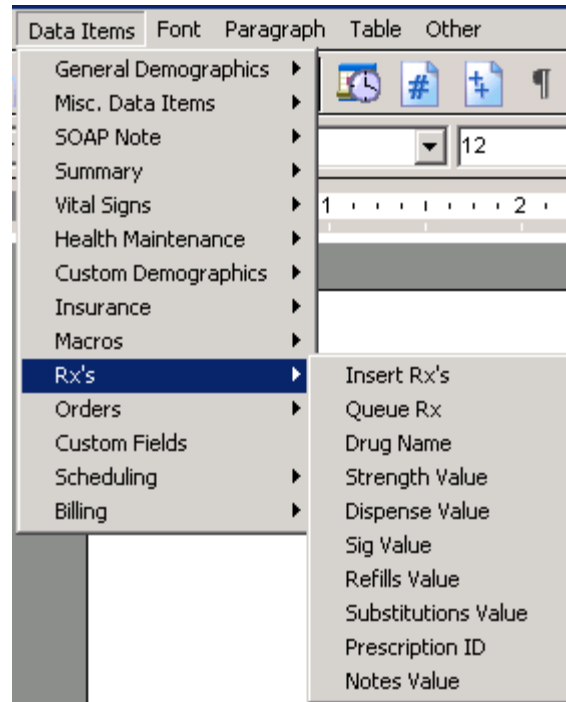 Data Items Font Paragraph Table Other
General Demographics
Misc. Data Items
SOAP Note
12
Summary
Vital Signs
1 2
Health Maintenance
Custom Demographics
Insurance
Macros
Rx's
Insert Rx's
Orders
Queue Rx
Custom Fields
Drug Name
Scheduling
Strength Value
Billing
Dispense Value
Sig Value
Refills Value
Substitutions Value
Prescription ID
Notes Value